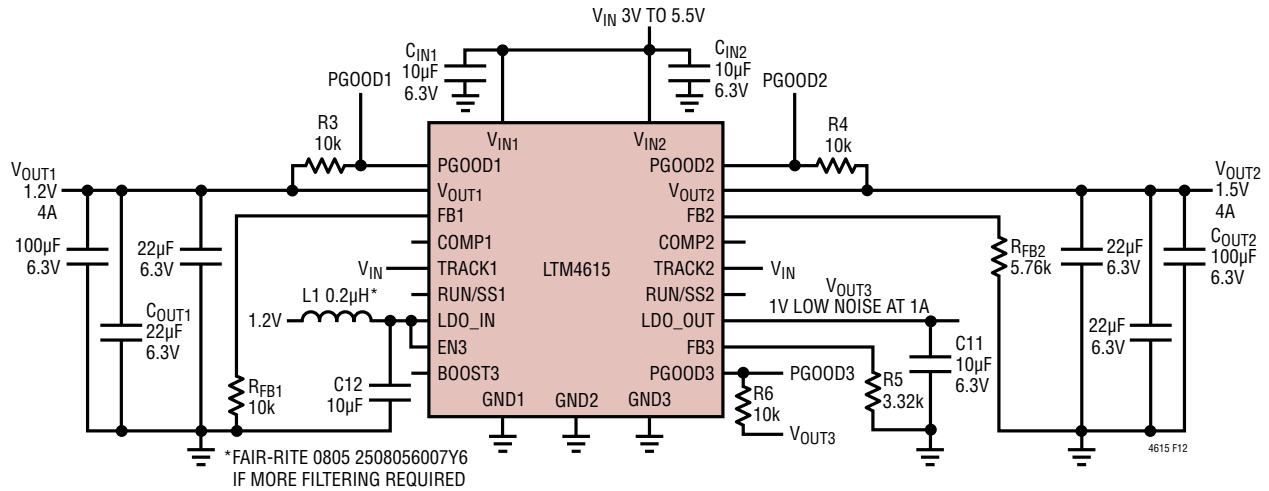 VIN 3V TO 5.5V
CIN1
10µF
6.3V
CIN2
10µF
6.3V
PGOOD1
PGOOD2
R3
10k
R4
10k
VIN1
VIN2
PGOOD1
PGOOD2
VOUT1
1.2V
4A
VOUT1
VOUT2
VOUT2
1.5V
4A
FB1
FB2
100µF
6.3V
22µF
6.3V
COMP1
COMP2
RFB2
5.76k
22µF
6.3V
COUT2
100µF
6.3V
VIN
TRACK1
LTM4615
TRACK2
VIN
L1 0.2µH*
RUN/SS1
RUN/SS2
VOUT3
1V LOW NOISE AT 1A
COUT1
22µF
6.3V
1.2V
LDO_IN
LDO_OUT
22µF
6.3V
EN3
FB3
C11
10µF
6.3V
RFB1
10k
C12
10µF
BOOST3
PGOOD3
PGOOD3
R5
3.32k
R6
10k
GND1
GND2
GND3
VOUT3
*FAIR-RITE 0805 2508056007Y6
IF MORE FILTERING REQUIRED
4615 F12